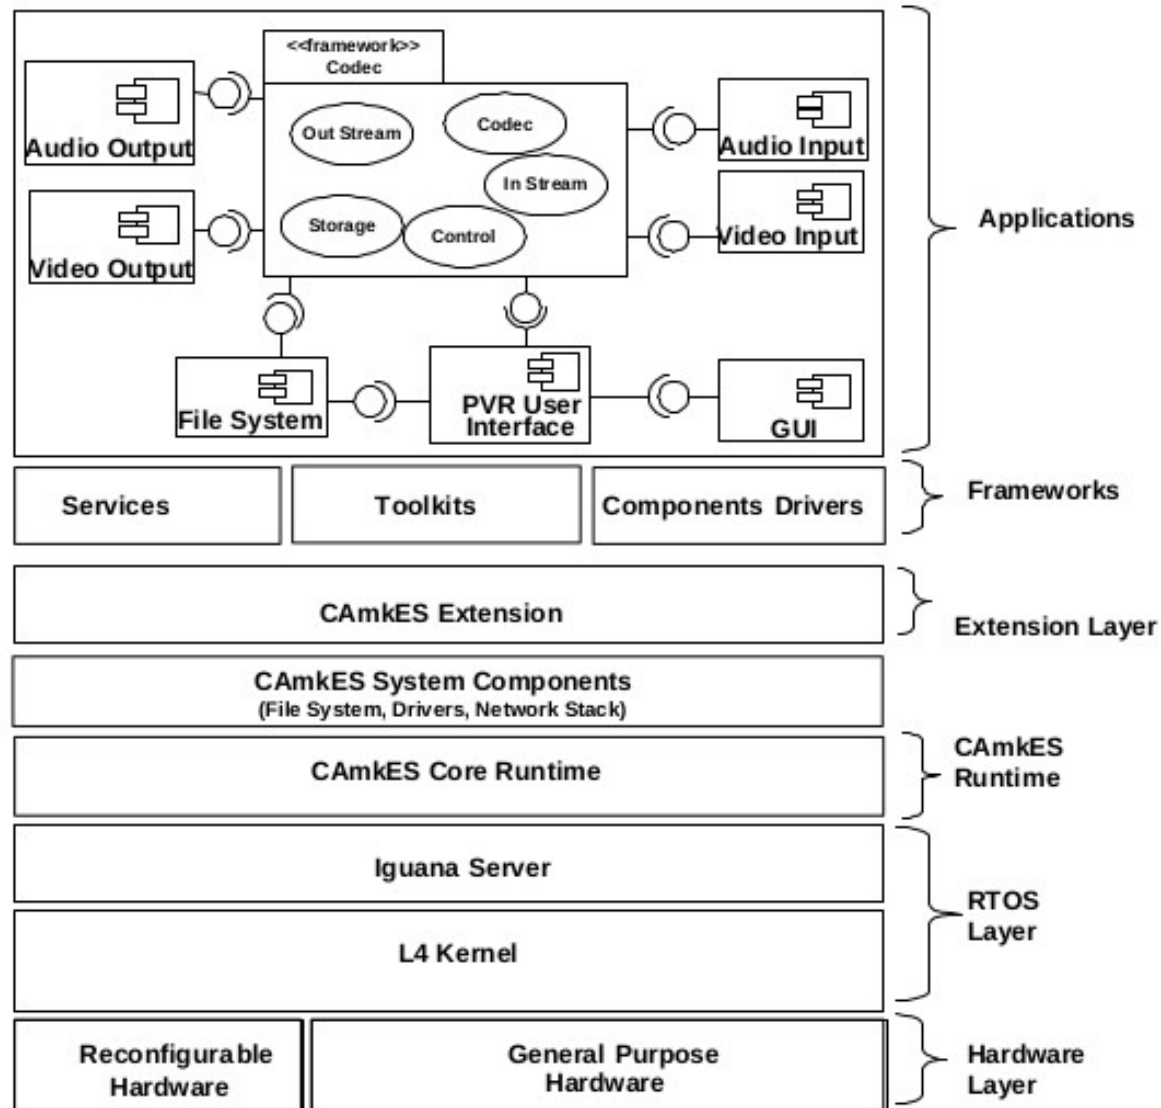 <<framework>>
Codec
Audio Output
Out Stream
Codec
Audio Input
In Stream
Video Output
Storage
Control
Video Input
Applications
File System
PVR User
Interface
GUI
Services
Toolkits
Components Drivers
Frameworks
CAmkES Extension
Extension Layer
CAmkES System Components
(File System, Drivers, Network Stack)
CAmkES Core Runtime
CAmkES
Runtime
Iguana Server
L4 Kernel
RTOS
Layer
Reconfigurable
Hardware
General Purpose
Hardware
Hardware
Layer